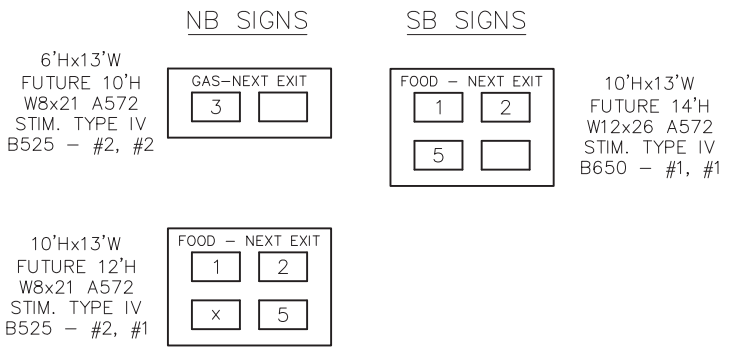 NB SIGNS
SB SIGNS
6'Hx13'W
FUTURE 10'H
W8x21 A572
STIM. TYPE IV
B525 – #2, #2
GAS–NEXT EXIT
3
FOOD – NEXT EXIT
1 2
5
10'Hx13'W
FUTURE 14'H
W12x26 A572
STIM. TYPE IV
B650 – #1, #1
10'Hx13'W
FUTURE 12'H
W8x21 A572
STIM. TYPE IV
B525 – #2, #1
FOOD – NEXT EXIT
1 2
x 5